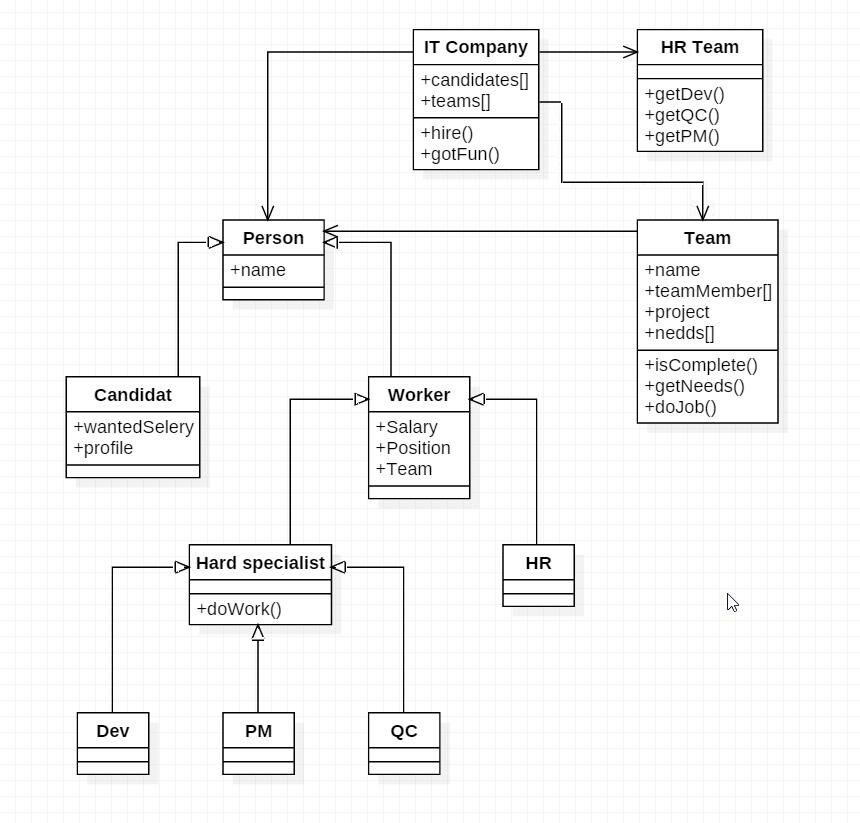 IT Company
+candidates[]
+teams[]
+hire()
+gotFun()
HR Team
+getDev()
+getQC()
+getPM()
Person
+name
Team
+name
+teamMember[]
+project
+nedds[]
+isComplete()
+getNeeds()
+doJob()
Candidat
+wantedSelery
+profile
Worker
+Salary
+Position
+Team
Hard specialist
+doWork()
HR
Dev
PM
QC